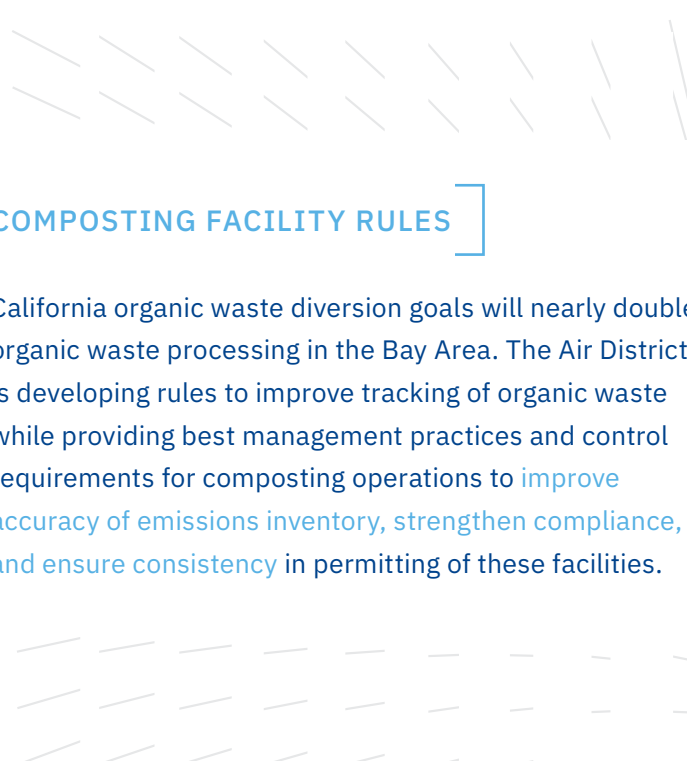 COMPOSTING FACILITY RULES
California organic waste diversion goals will nearly double
organic waste processing in the Bay Area. The Air District
is developing rules to improve tracking of organic waste
while providing best management practices and control
requirements for composting operations to improve
accuracy of emissions inventory, strengthen compliance,
and ensure consistency in permitting of these facilities.